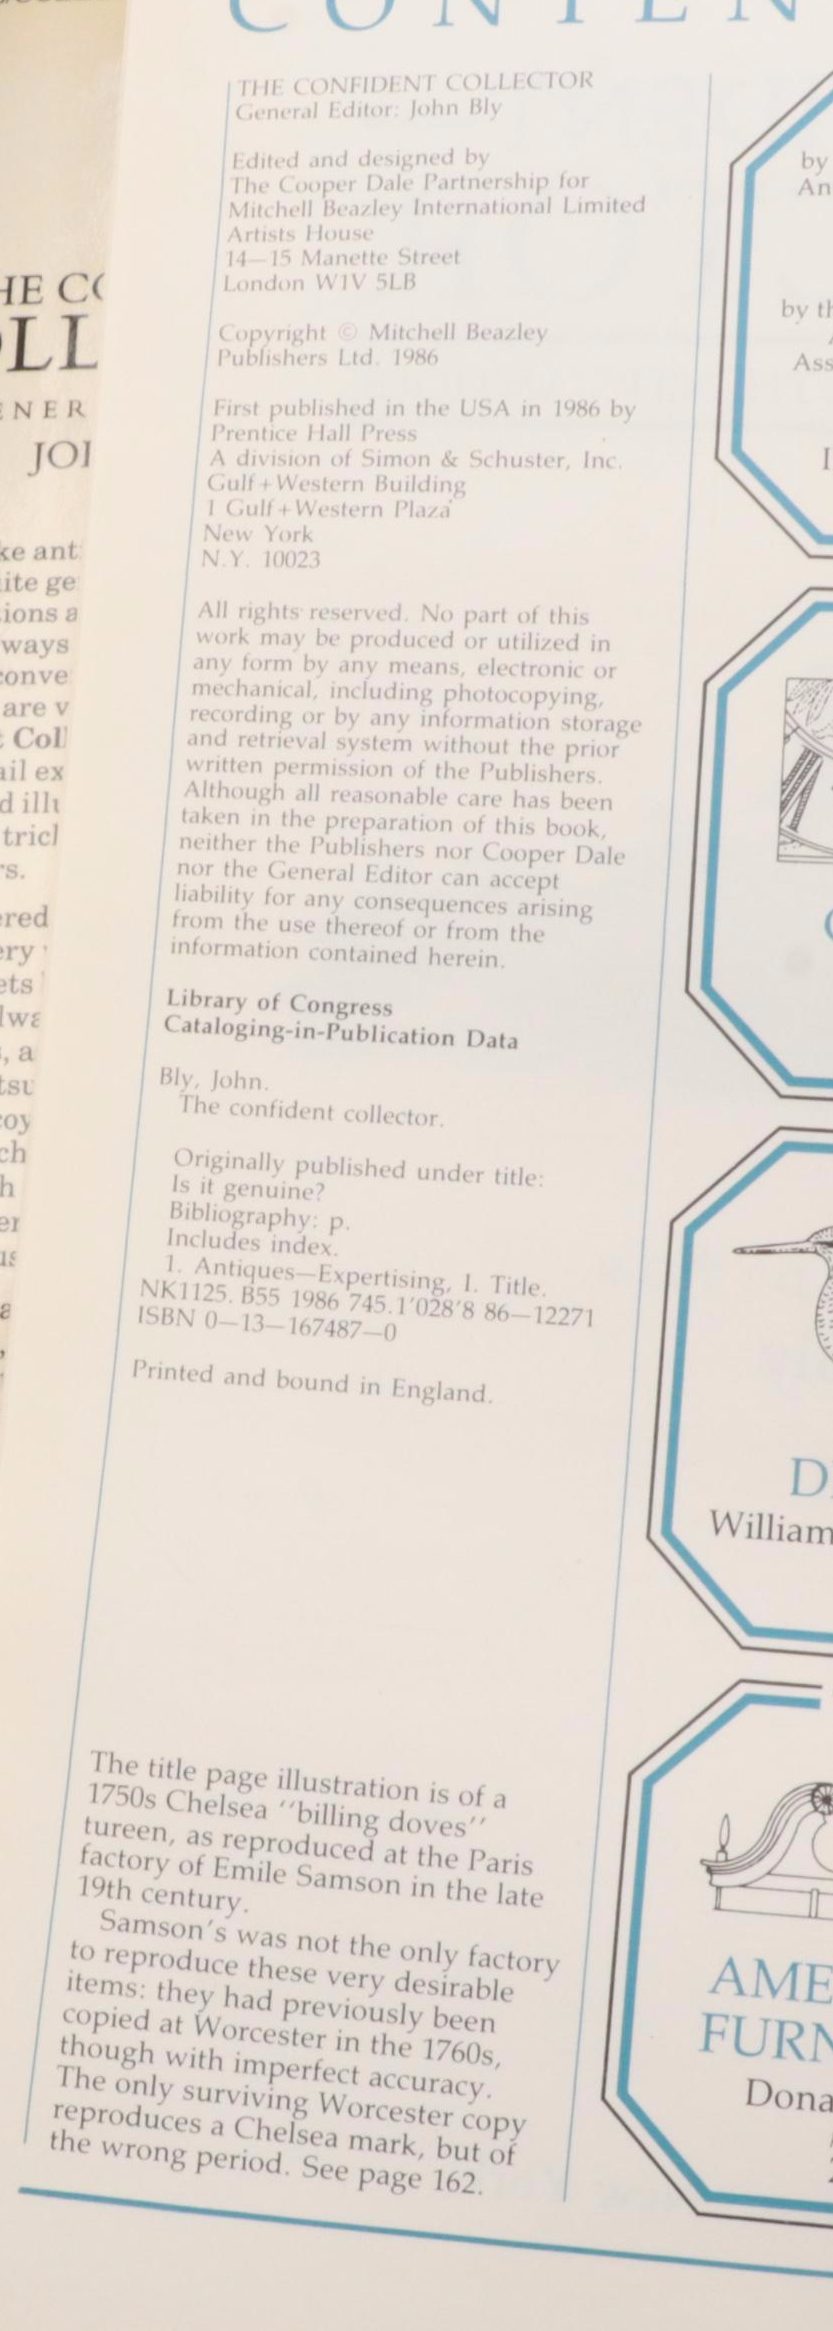 CONTEN
THE CONFIDENT COLLECTOR
General Editor: John Bly
Edited and designed by
The Cooper Dale Partnership for
Mitchell Beazley International Limited
Artists House
14—15 Manette Street
London W1V 5LB
Copyright © Mitchell Beazley
Publishers Ltd. 1986
First published in the USA in 1986 by
Prentice Hall Press
A division of Simon & Schuster, Inc.
Gulf+Western Building
1 Gulf+Western Plaza
New York
N.Y. 10023
All rights reserved. No part of this
work may be produced or utilized in
any form by any means, electronic or
mechanical, including photocopying,
recording or by any information storage
and retrieval system without the prior
written permission of the Publishers.
Although all reasonable care has been
taken in the preparation of this book,
neither the Publishers nor Cooper Dale
nor the General Editor can accept
liability for any consequences arising
from the use thereof or from the
information contained herein.
Library of Congress
Cataloging-in-Publication Data
Bly, John.
The confident collector.
Originally published under title:
Is it genuine?
Bibliography: p.
Includes index.
1. Antiques—Expertising, I. Title.
NK1125. B55 1986 745.1'028'8 86—12271
ISBN 0—13—167487—0
Printed and bound in England.
The title page illustration is of a
1750s Chelsea ''billing doves''
tureen, as reproduced at the Paris
factory of Emile Samson in the late
19th century.
Samson's was not the only factory
to reproduce these very desirable
items: they had previously been
copied at Worcester in the 1760s,
though with imperfect accuracy.
The only surviving Worcester copy
reproduces a Chelsea mark, but of
the wrong period. See page 162.
by
An
by th
Ass
D
William
AME
FURN
Dona